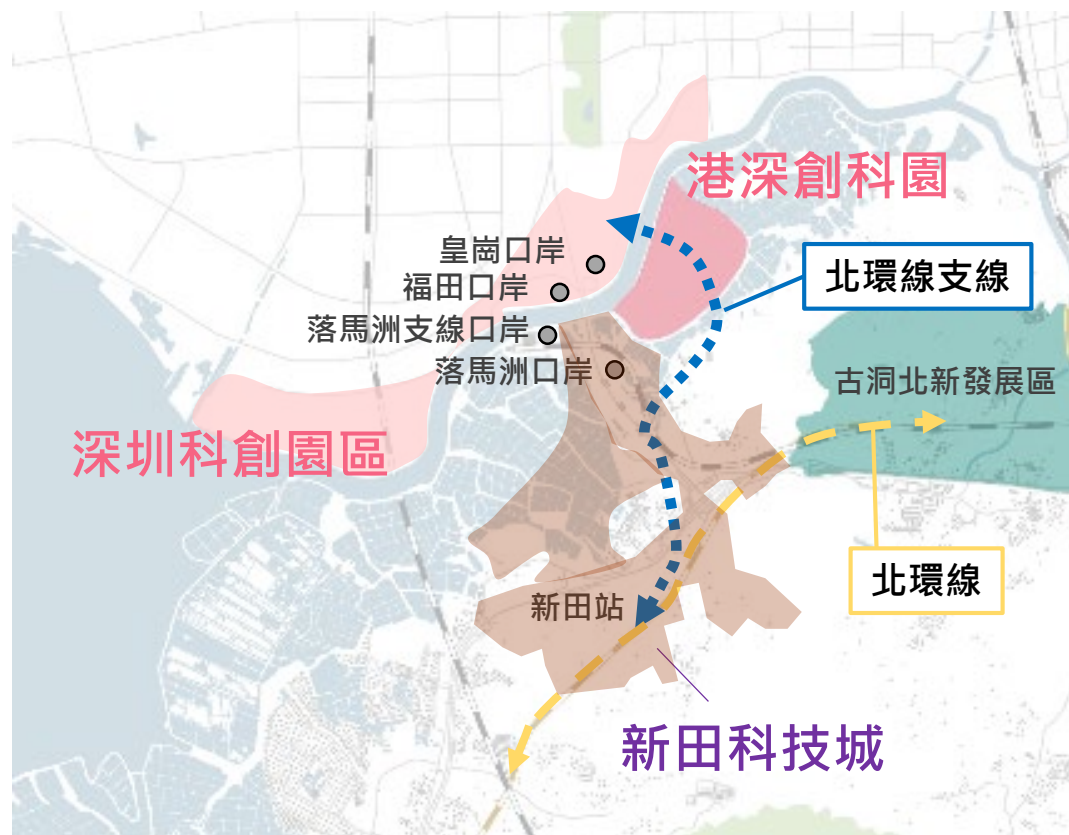 港深創科園
皇崗口岸
北環線支線
福田口岸
落馬洲支線口岸
落馬洲口岸
古洞北新發展區
深圳科創園區
北環線
新田站
新田科技城